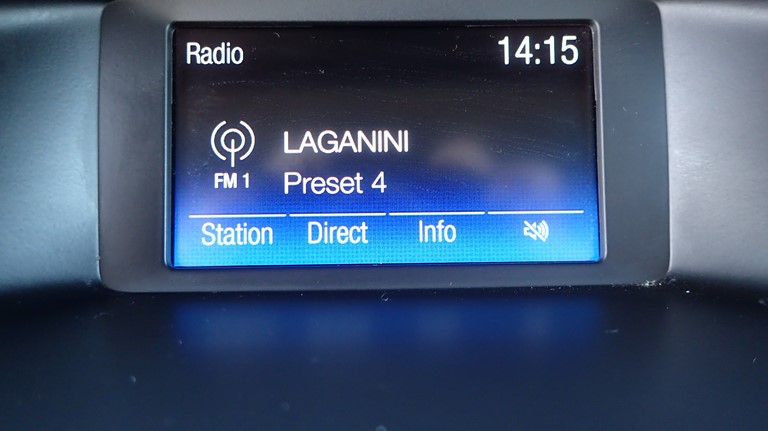 Radio 14:15
LAGANINI
FM 1 Preset 4
Station Direct Info